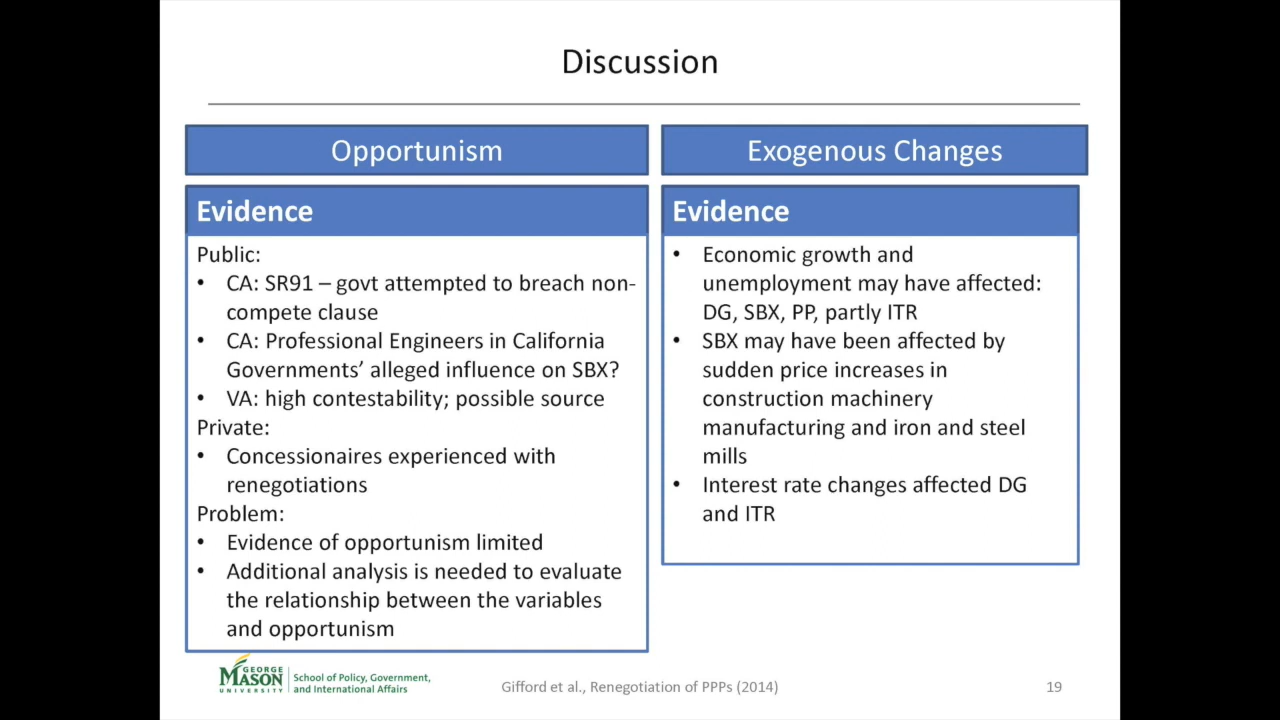 Discussion
Opportunism
Evidence
Public:
• CA: SR91 – govt attempted to breach non-
compete clause
• CA: Professional Engineers in California
Governments' alleged influence on SBX?
• VA: high contestability; possible source
Private:
• Concessionaires experienced with
renegotiations
Problem:
• Evidence of opportunism limited
• Additional analysis is needed to evaluate
the relationship between the variables
and opportunism
Exogenous Changes
Evidence
• Economic growth and
unemployment may have affected:
DG, SBX, PP, partly ITR
• SBX may have been affected by
sudden price increases in
construction machinery
manufacturing and iron and steel
mills
• Interest rate changes affected DG
and ITR
GEORGE
MASON
UNIVERSITY
School of Policy, Government,
and International Affairs
Gifford et al., Renegotiation of PPPs (2014)
19